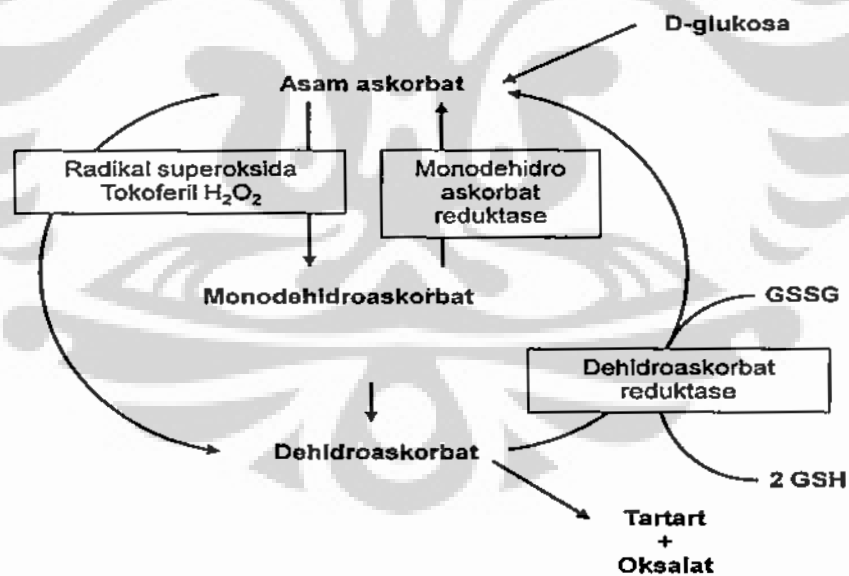 D-glukosa
Asam askorbat
Radikal superoksida
Tokoferil H₂O₂
Monodehidro
askorbat
reduktase
Monodehidroaskorbat
GSSG
Dehidroaskorbat
reduktase
Dehidroaskorbat
2 GSH
Tartart
+
Oksalat